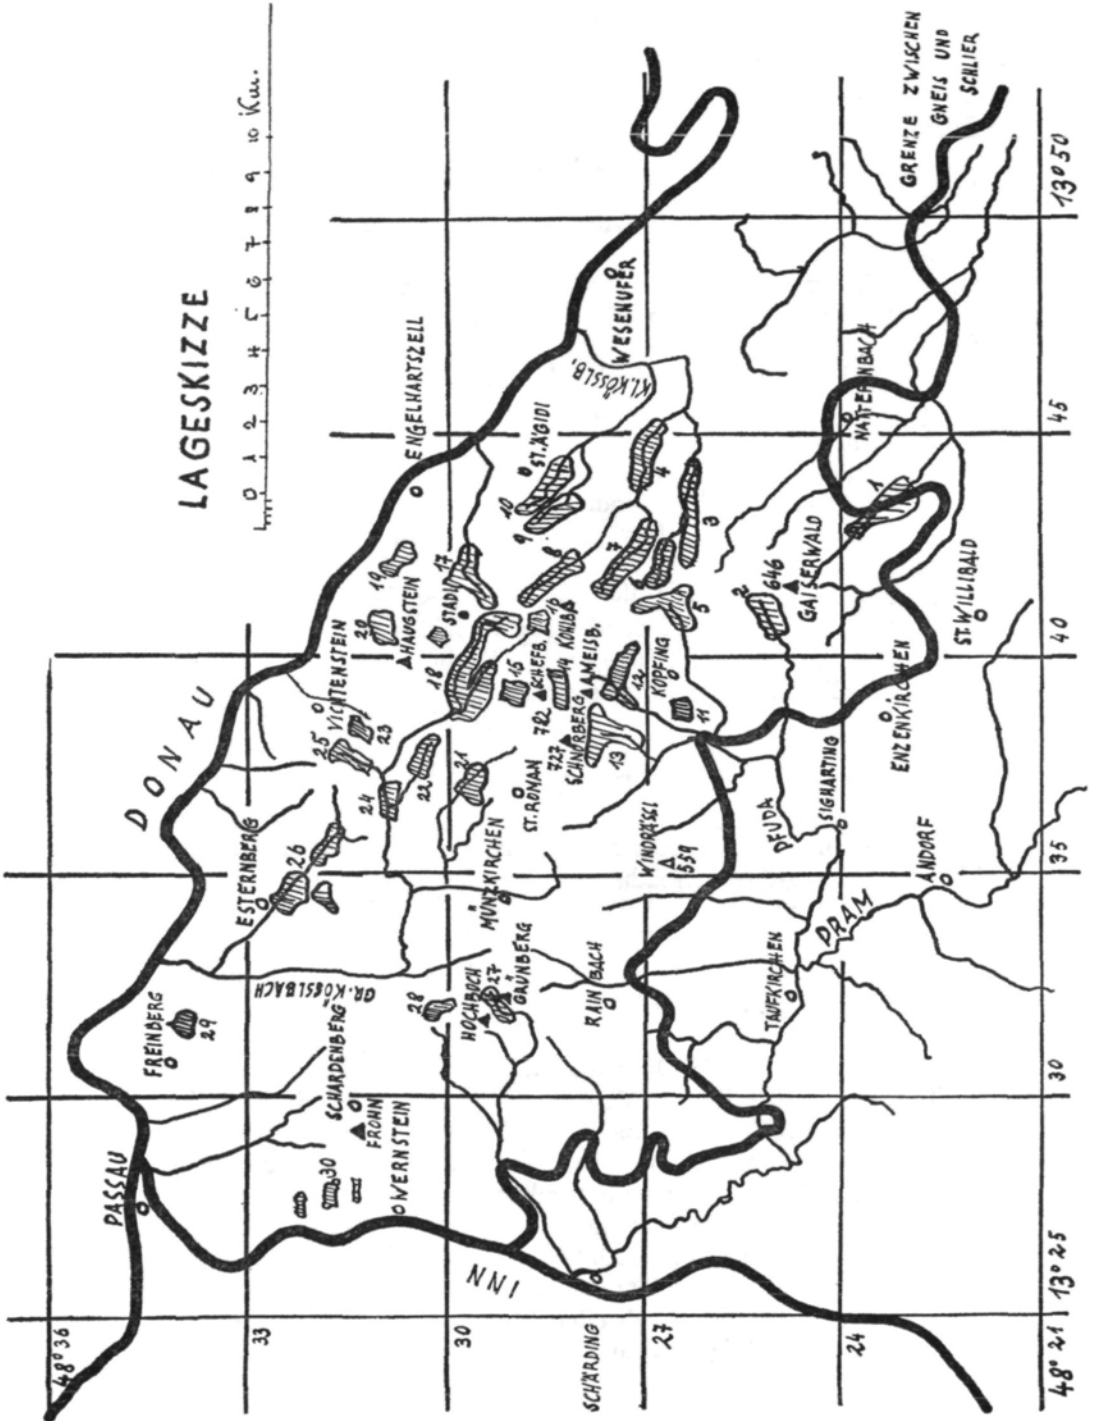 LAGESKIZZE
0 1 2 3 4 5 6 7 8 9 10 Km.
GRENZE ZWISCHEN
GNEIS UND
SCHLIER
DONAU
INN
PASSAU
FREINBERG
29
ESTERNBERG
26
VICHTENSTEIN
25
23
24
22
21
20
19
HAUGSTEIN
ENGELHARTSZELL
STADL
17
18
ST.ÄGIDI
10
9
8
KL.KÖSSLB.
WESENUFER
4
3
7
6
5
16
KOHLB.
15
SCHEFB.
782
14
AMEISB.
727
SCHNÜRBERG
13
12
KOPFING
11
ST.ROMAN
MÜNZKIRCHEN
GR.KÖSSLBACH
SCHARDENBERG
FROHN
30
WERNSTEIN
28
HOCHBUCH
27
GRÜNBERG
RAINBACH
WINDRASSL
559
TAUFKIRCHEN
PRAM
PFUDA
SIGHARTING
ANDORF
ENZENKIRCHEN
ST.WILLIBALD
2
646
GAISERWALD
1
NATTERNBACH
SCHÄRDING
48°36
33
30
27
24
48°21
13°25
30
35
40
45
13°50